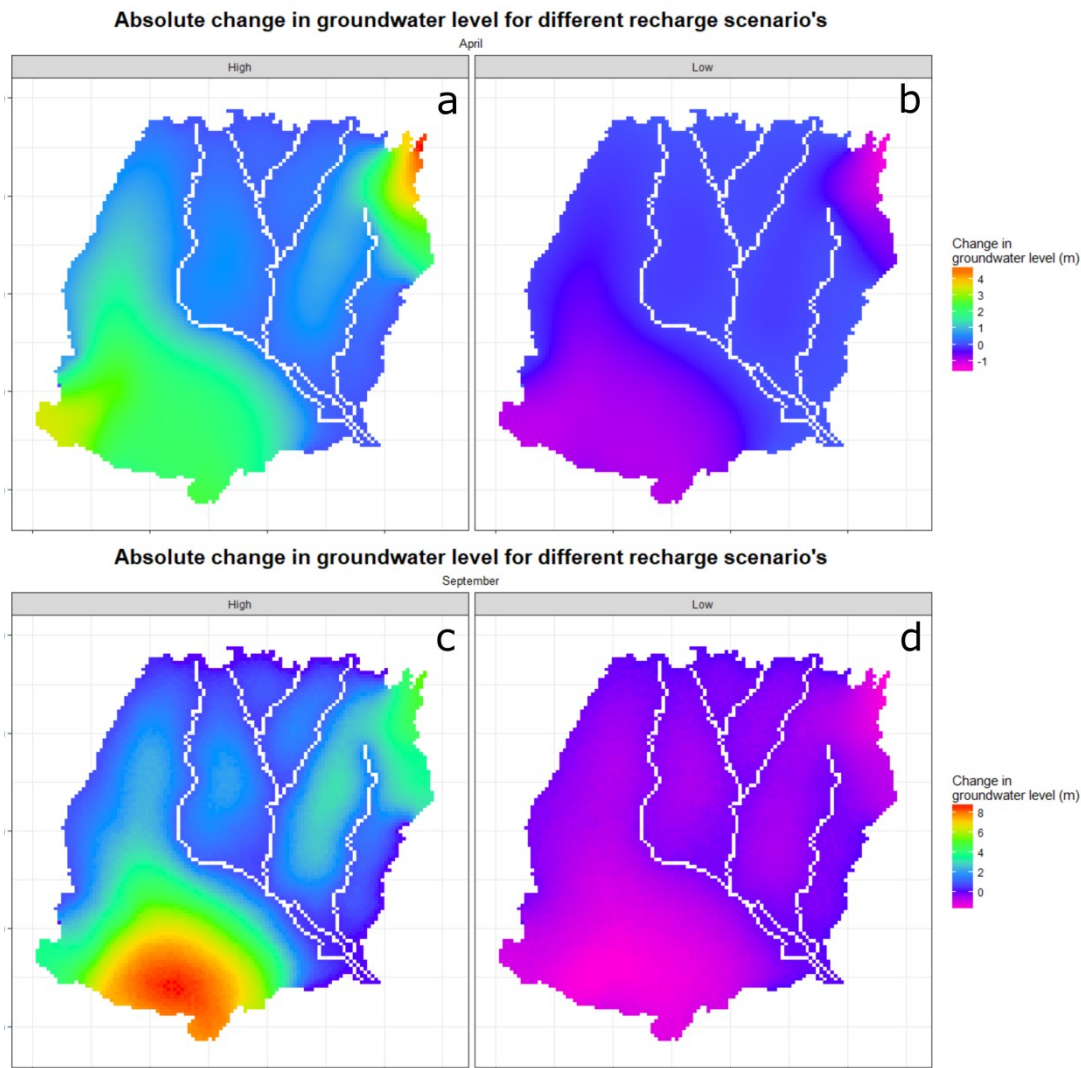 Absolute change in groundwater level for different recharge scenario's
April
High
Low
a
b
Change in
groundwater level (m)
4
3
2
1
0
-1
Absolute change in groundwater level for different recharge scenario's
September
High
Low
c
d
Change in
groundwater level (m)
8
6
4
2
0